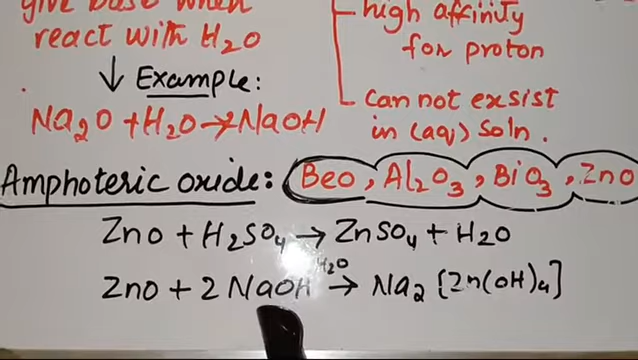 give base when
react with H₂O
↓ Example:
Na₂O + H₂O → NaOH
high affinity
for proton
can not exsist
in (aq) soln.
Amphoteric oxide: BeO, Al₂O₃, BiO₃, ZnO
ZnO + H₂SO₄ → ZnSO₄ + H₂O
H₂O
ZnO + 2 NaOH → Na₂ [Zn(OH)₄]